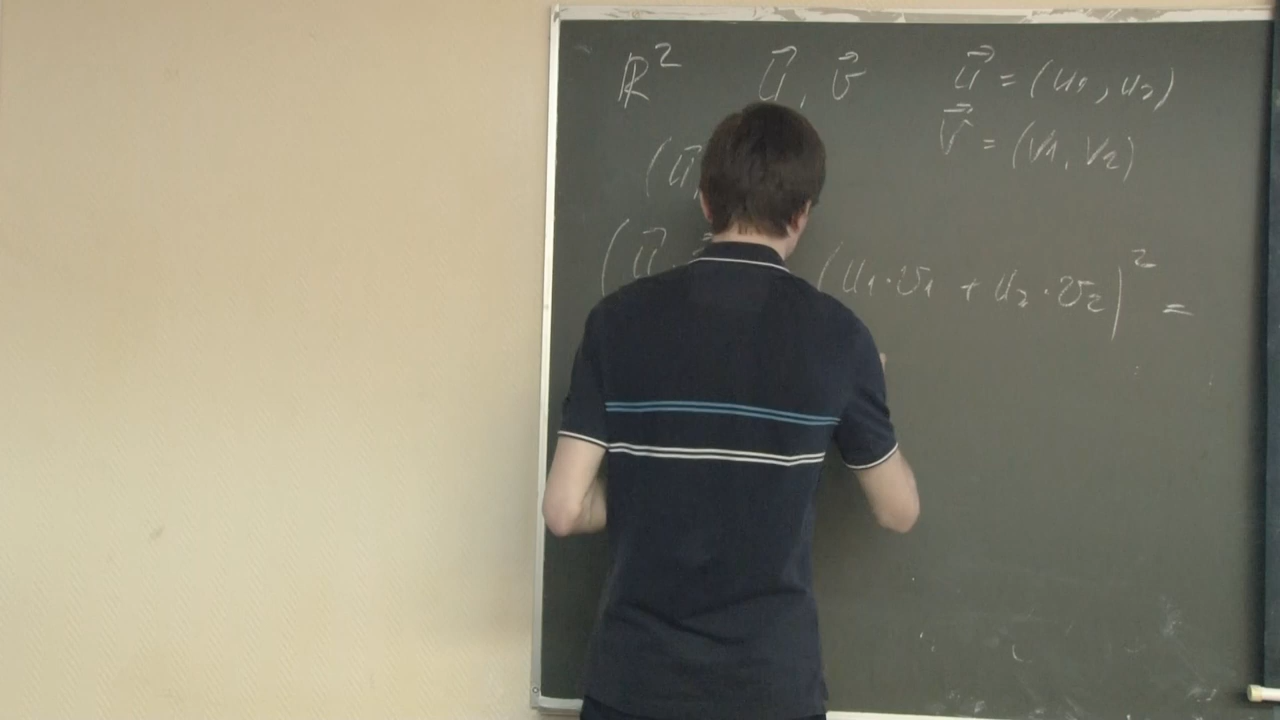 ℝ² u⃗, v⃗ u⃗ = (u₁, u₂)
v⃗ = (v₁, v₂)
(u⃗
(u⃗ (u₁·v₁ + u₂·v₂)² =